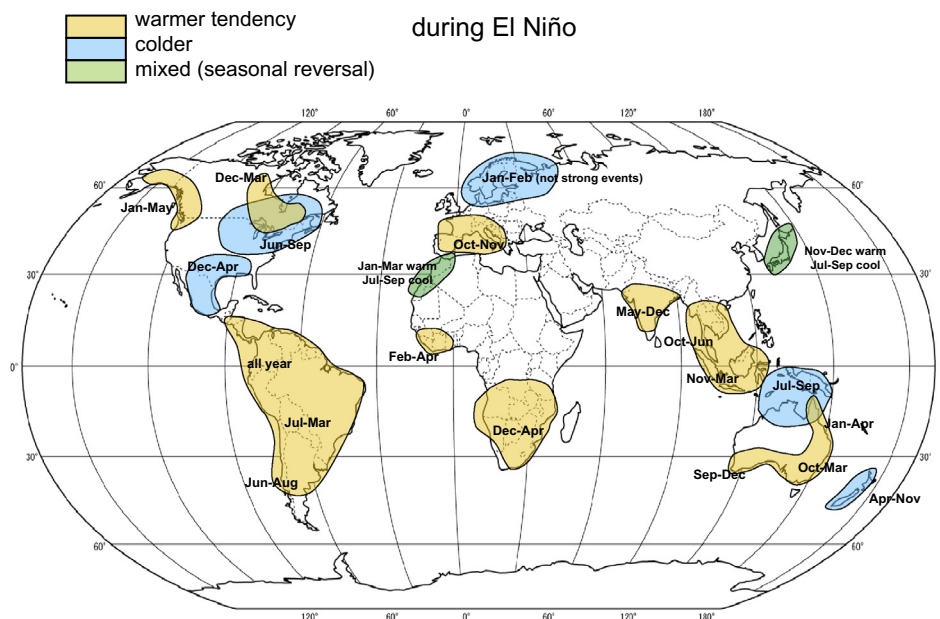 warmer tendency
colder
mixed (seasonal reversal)
during El Niño
120° 60° 0° 60° 120° 180°
60° 60°
Dec-Mar
Jan-Feb (not strong events)
Jan-May
Jun-Sep
Oct-Nov
Nov-Dec warm
Jul-Sep cool
Dec-Apr
Jan-Mar warm
Jul-Sep cool
30° 30°
May-Dec
Oct-Jun
Feb-Apr
all year
0° 0°
Nov-Mar
Jul-Sep
Jul-Mar
Dec-Apr
Jan-Apr
30° 30°
Oct-Mar
Sep-Dec
Jun-Aug
Apr-Nov
60° 60°
120° 60° 0° 60° 120° 180°